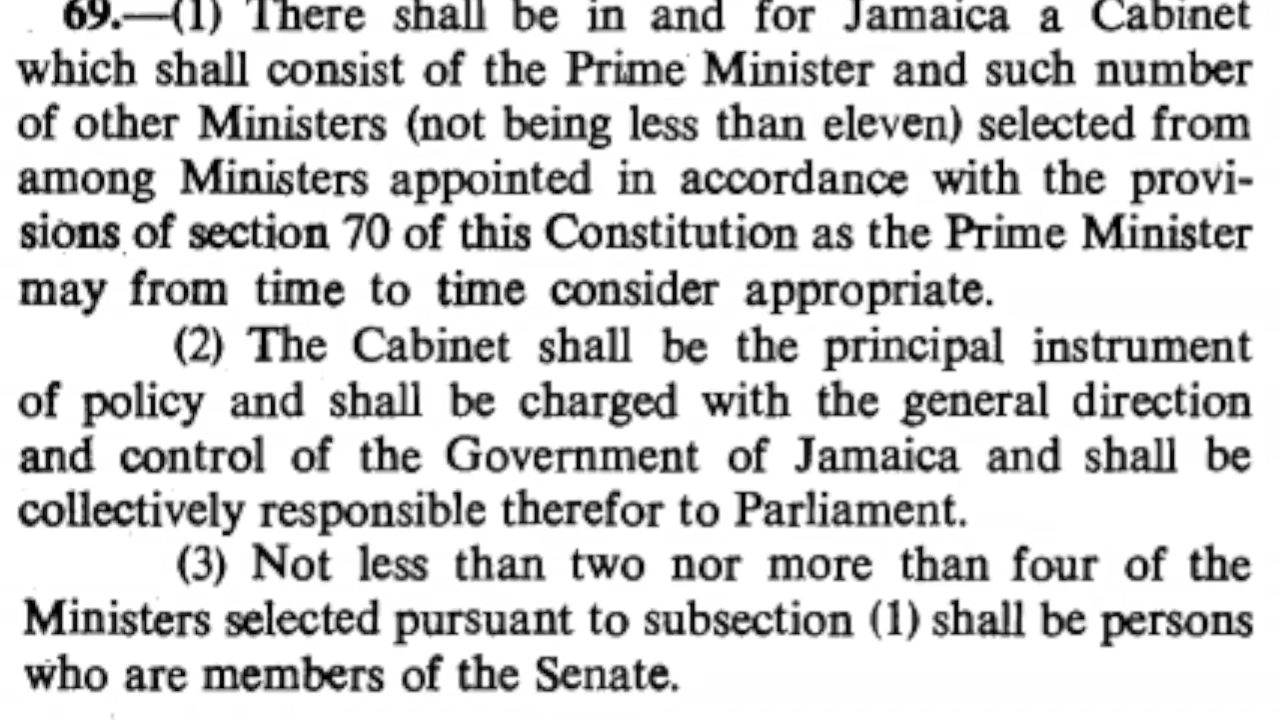 69.—(1) There shall be in and for Jamaica a Cabinet
which shall consist of the Prime Minister and such number
of other Ministers (not being less than eleven) selected from
among Ministers appointed in accordance with the provi-
sions of section 70 of this Constitution as the Prime Minister
may from time to time consider appropriate.
(2) The Cabinet shall be the principal instrument
of policy and shall be charged with the general direction
and control of the Government of Jamaica and shall be
collectively responsible therefor to Parliament.
(3) Not less than two nor more than four of the
Ministers selected pursuant to subsection (1) shall be persons
who are members of the Senate.